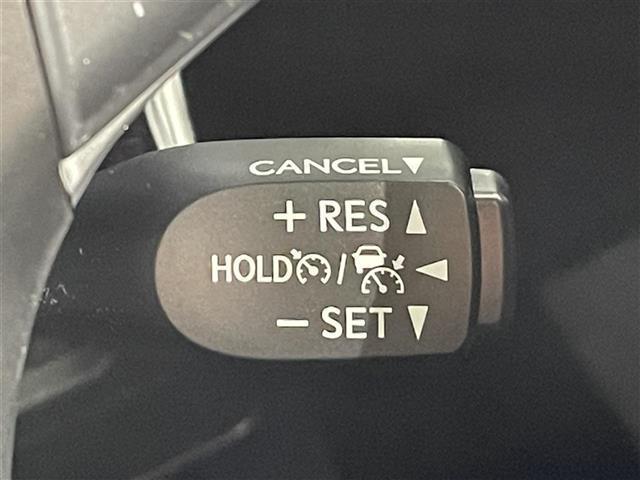 CANCEL▼
+ RES ▲
HOLD / ◀
− SET ▼